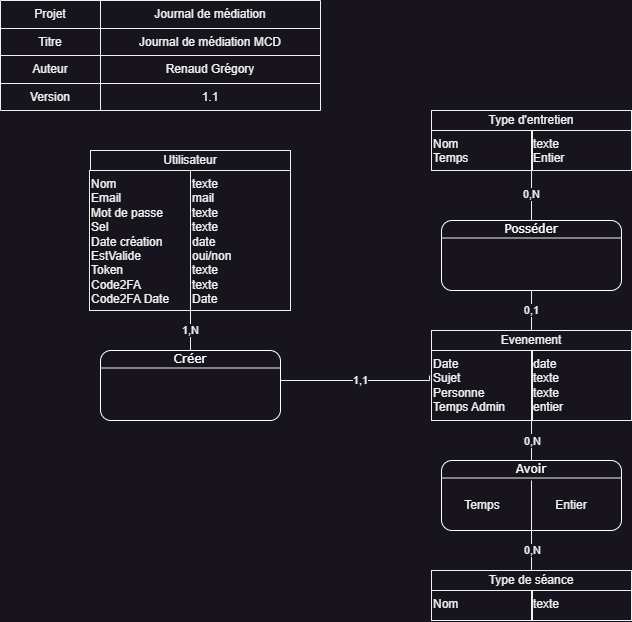 Projet Journal de médiation
Titre Journal de médiation MCD
Auteur Renaud Grégory
Version 1.1
Type d'entretien
Nom texte
Temps Entier
0,N
Posséder
0,1
Utilisateur
Nom texte
Email mail
Mot de passe texte
Sel texte
Date création date
EstValide oui/non
Token texte
Code2FA texte
Code2FA Date Date
1,N
Créer
1,1
Evenement
Date date
Sujet texte
Personne texte
Temps Admin entier
0,N
Avoir
Temps Entier
0,N
Type de séance
Nom texte